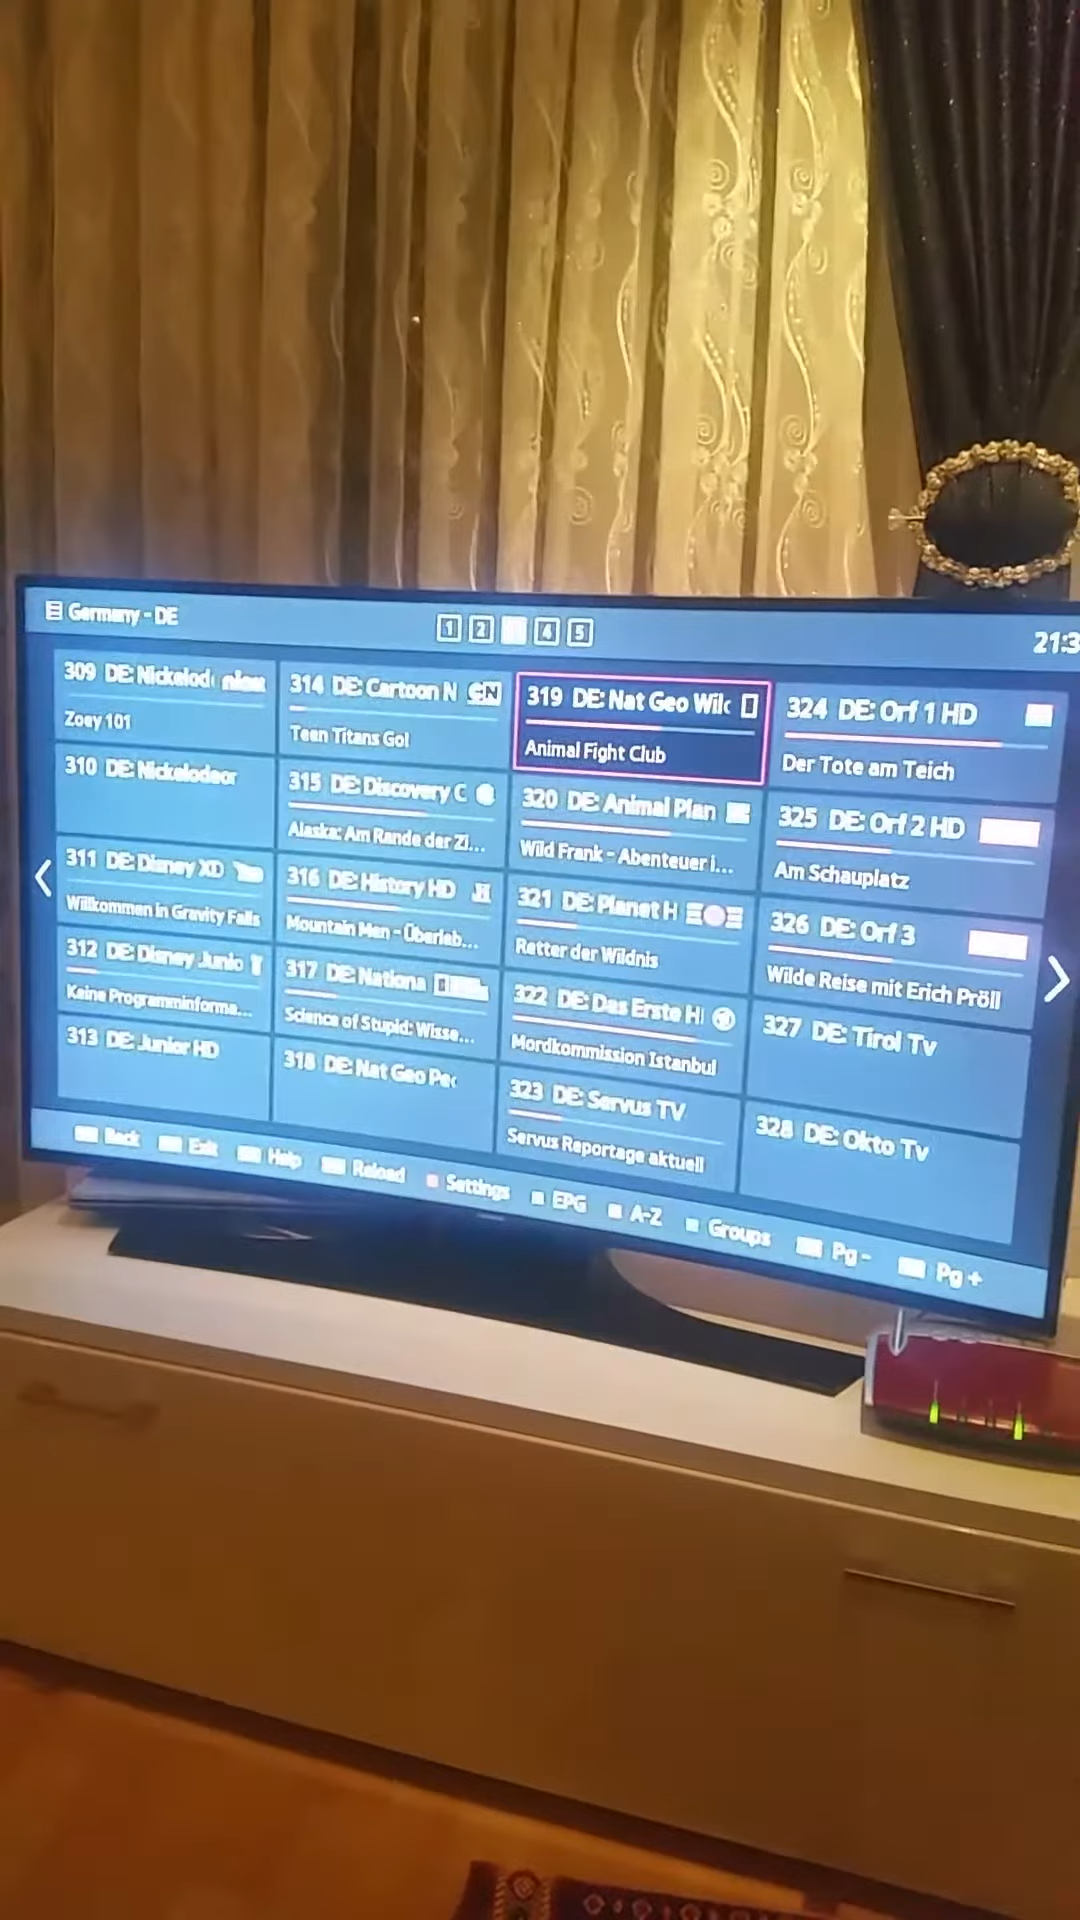 Germany - DE
1 2 4 5
21:3
309 DE: Nickelod
Zoey 101
310 DE: Nickelodeor
311 DE: Disney XD
Willkommen in Gravity Falls
312 DE: Disney Junio
Keine Programminforma...
313 DE: Junior HD
314 DE: Cartoon N CN
Teen Titans Go!
315 DE: Discovery C
Alaska: Am Rande der Zi...
316 DE: History HD H
Mountain Men - Überleb...
317 DE: Nationa
Science of Stupid: Wisse...
318 DE: Nat Geo Pe
319 DE: Nat Geo Wil
Animal Fight Club
320 DE: Animal Plan
Wild Frank - Abenteuer i...
321 DE: Planet H
Retter der Wildnis
322 DE: Das Erste H
Mordkommission Istanbul
323 DE: Servus TV
Servus Reportage aktuell
324 DE: Orf 1 HD
Der Tote am Teich
325 DE: Orf 2 HD
Am Schauplatz
326 DE: Orf 3
Wilde Reise mit Erich Pröll
327 DE: Tirol Tv
328 DE: Okto Tv
Back Exit Help Reload Settings EPG A-Z Groups Pg - Pg +